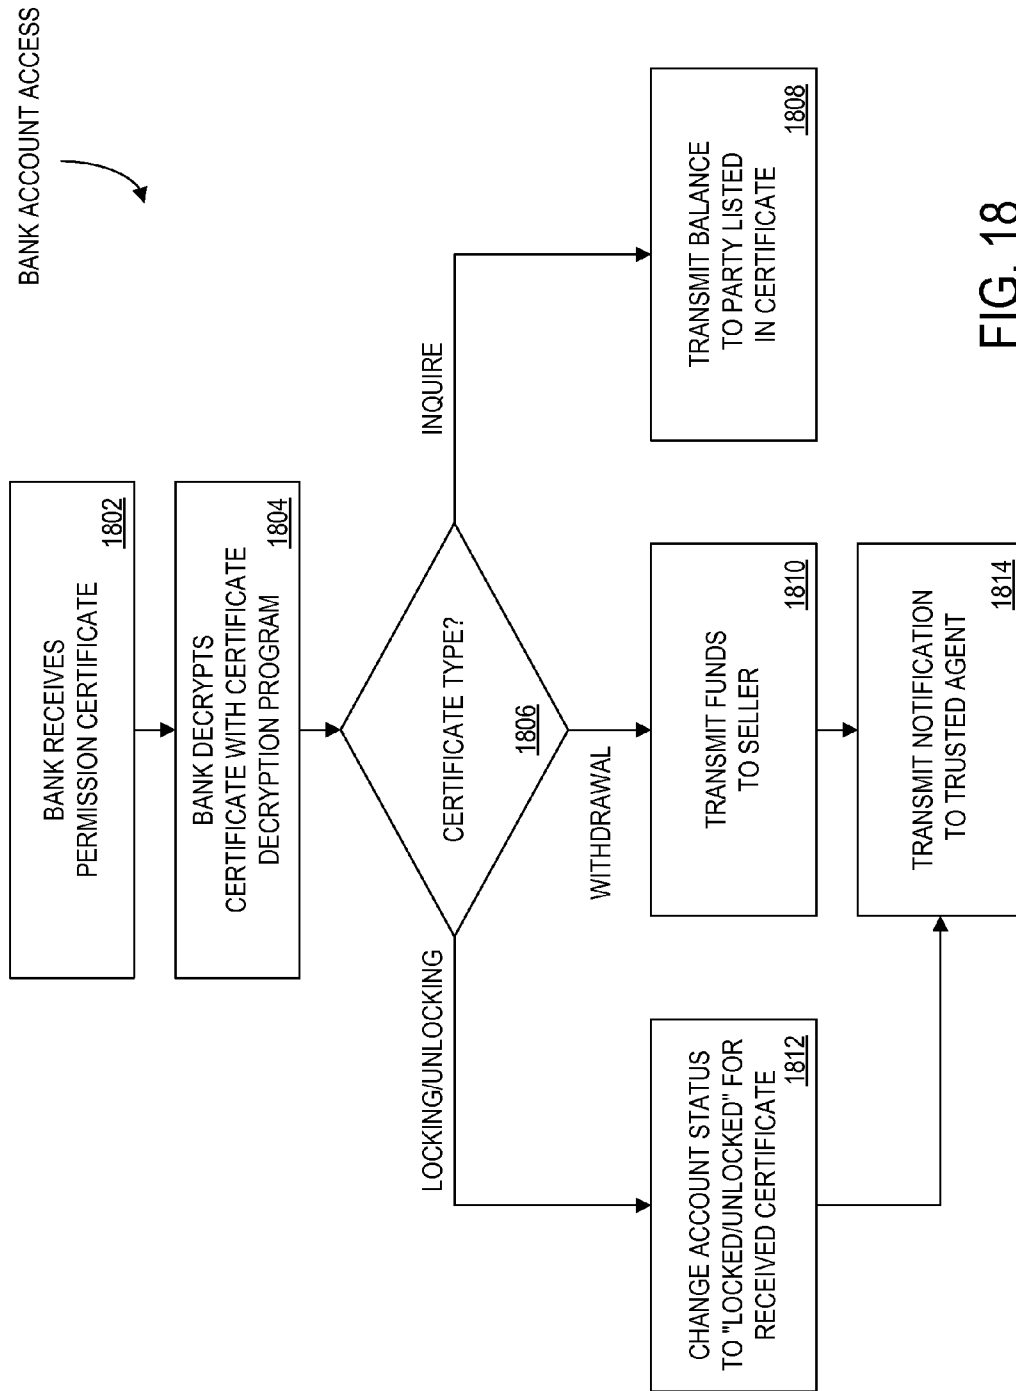 BANK ACCOUNT ACCESS
BANK RECEIVES
PERMISSION CERTIFICATE
1802
BANK DECRYPTS
CERTIFICATE WITH CERTIFICATE
DECRYPTION PROGRAM
1804
CERTIFICATE TYPE?
1806
LOCKING/UNLOCKING
WITHDRAWAL
INQUIRE
CHANGE ACCOUNT STATUS
TO "LOCKED/UNLOCKED" FOR
RECEIVED CERTIFICATE
1812
TRANSMIT FUNDS
TO SELLER
1810
TRANSMIT BALANCE
TO PARTY LISTED
IN CERTIFICATE
1808
TRANSMIT NOTIFICATION
TO TRUSTED AGENT
1814
FIG. 18